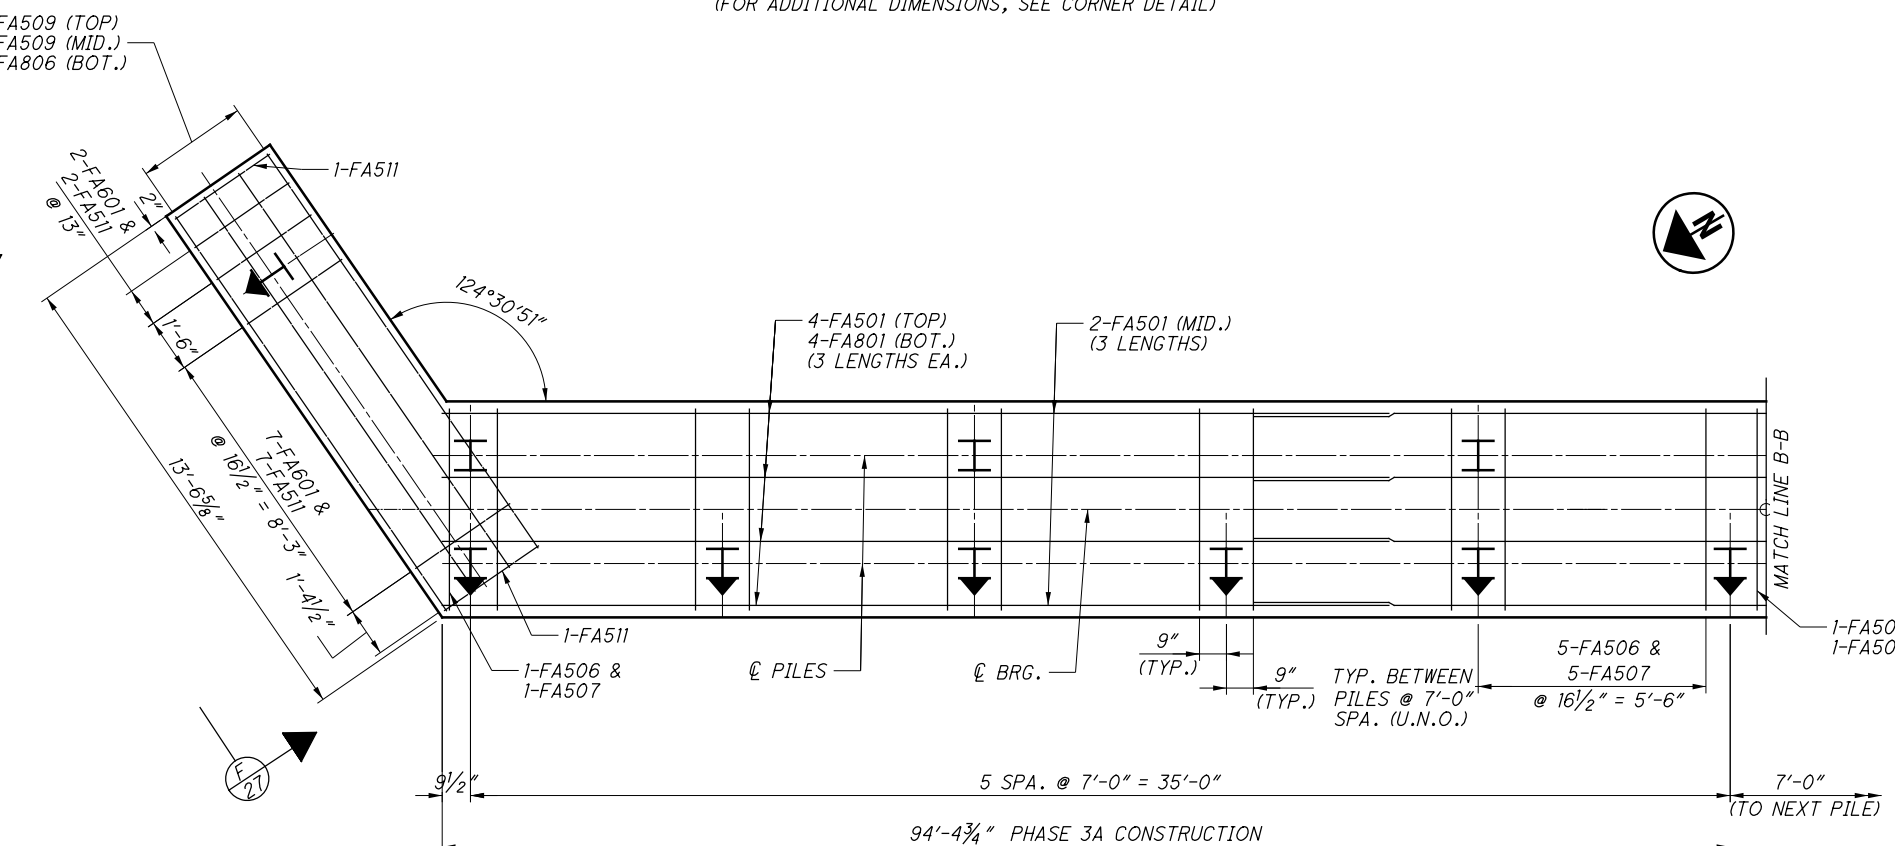 (FOR ADDITIONAL DIMENSIONS, SEE CORNER DETAIL)
FA509 (TOP)
FA509 (MID.)
FA806 (BOT.)
1-FA511
2-FA601 &
2-FA511
@ 13"
2"
1'-6"
124°30'51"
N
4-FA501 (TOP)
4-FA801 (BOT.)
(3 LENGTHS EA.)
2-FA501 (MID.)
(3 LENGTHS)
7-FA601 &
7-FA511
@ 16½" = 8'-3"
13'-6⅝"
1'-4½"
MATCH LINE B-B
1-FA511
1-FA506 &
1-FA507
℄ PILES
℄ BRG.
9"
(TYP.)
9"
(TYP.)
TYP. BETWEEN
PILES @ 7'-0"
SPA. (U.N.O.)
5-FA506 &
5-FA507
@ 16½" = 5'-6"
1-FA50
1-FA50
F
27
9½"
5 SPA. @ 7'-0" = 35'-0"
7'-0"
(TO NEXT PILE)
94'-4¾" PHASE 3A CONSTRUCTION